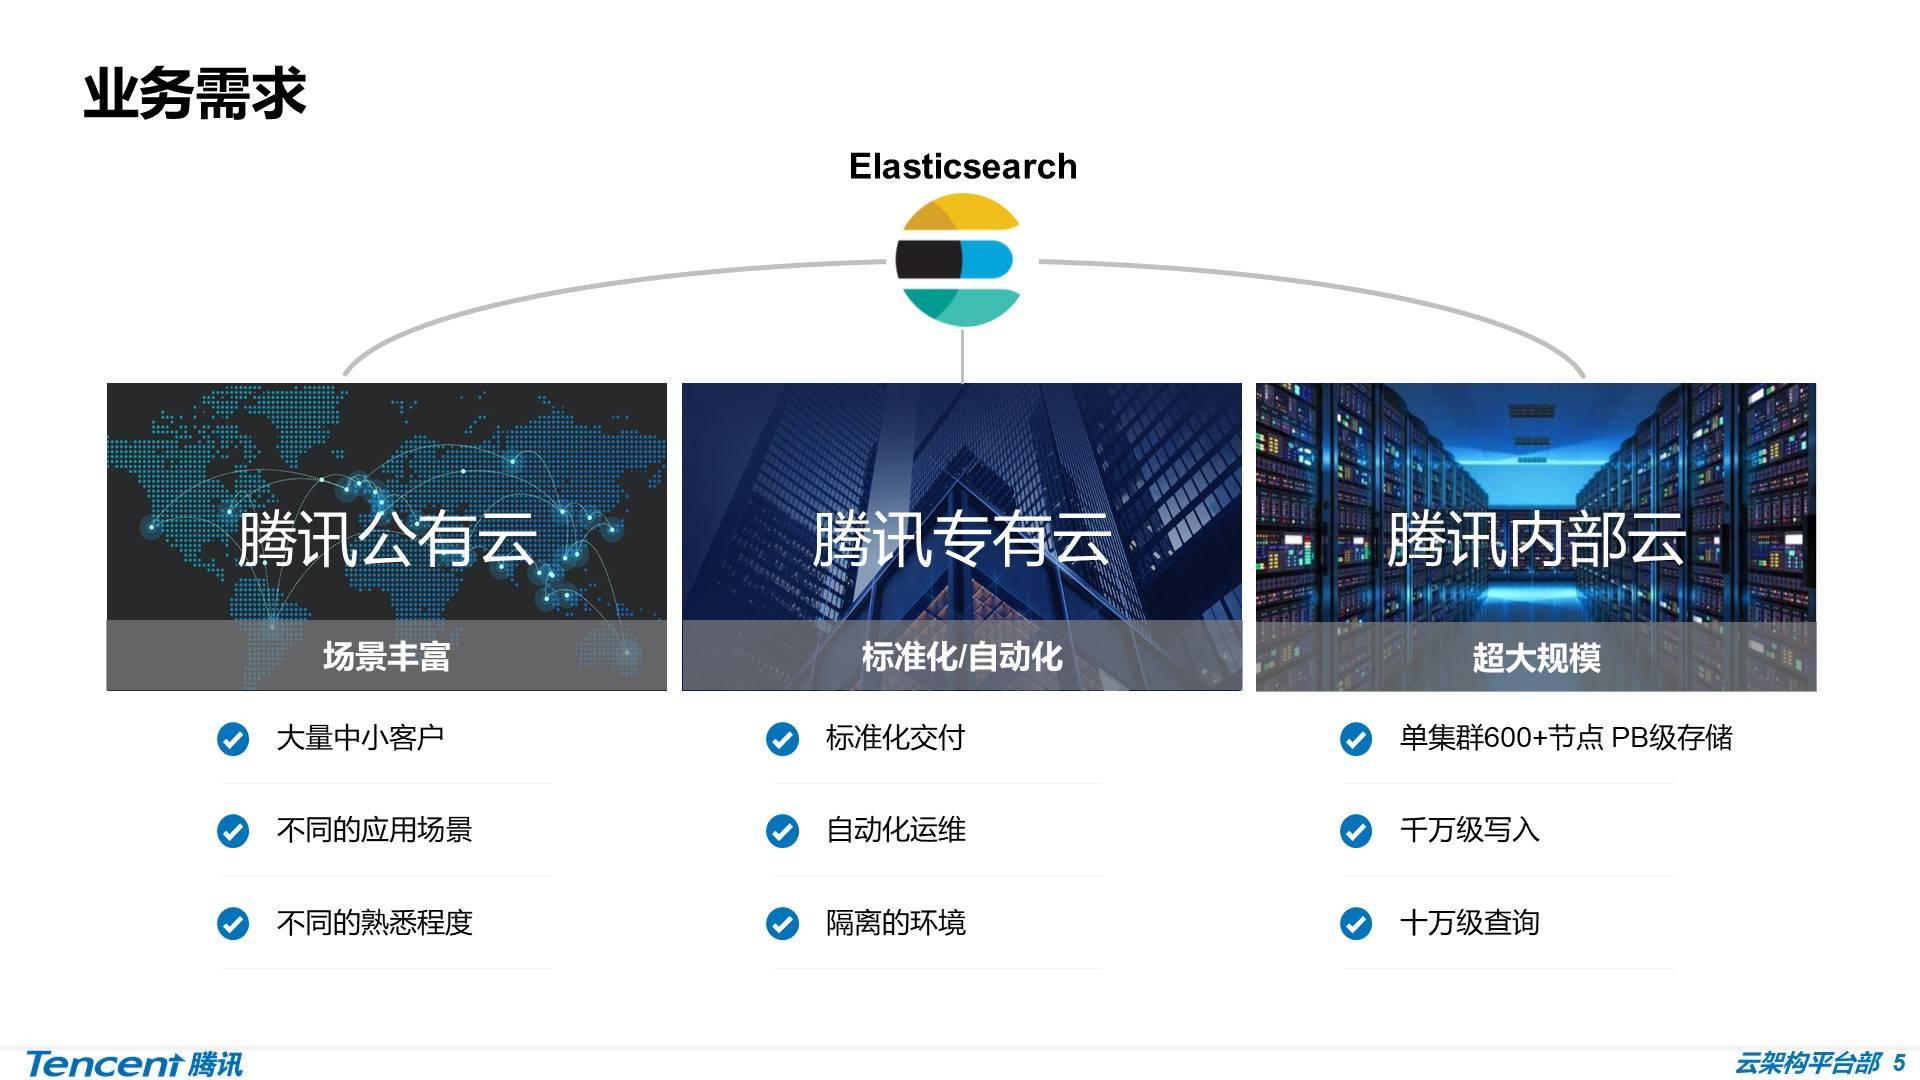 业务需求
Elasticsearch
腾讯公有云
腾讯专有云
腾讯内部云
场景丰富
标准化/自动化
超大规模
大量中小客户
不同的应用场景
不同的熟悉程度
标准化交付
自动化运维
隔离的环境
单集群600+节点 PB级存储
千万级写入
十万级查询
Tencent 腾讯
云架构平台部 5